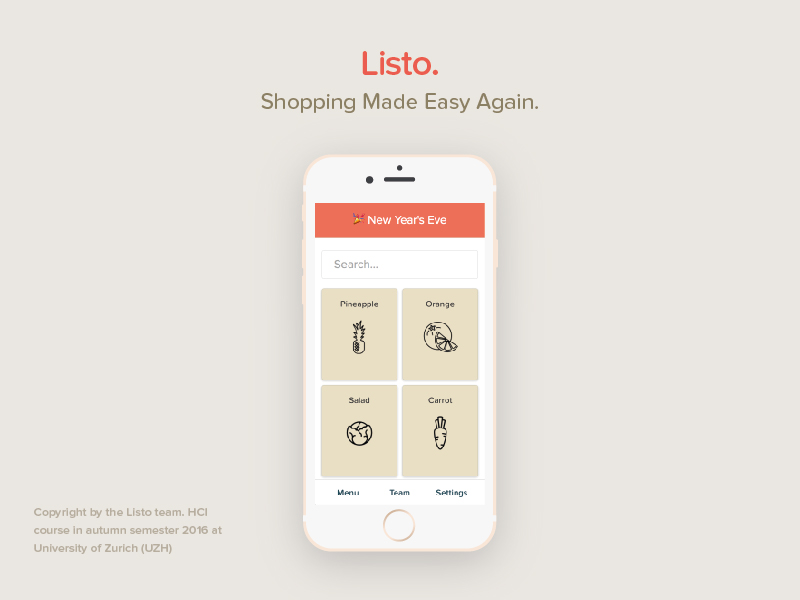 Listo.
Shopping Made Easy Again.
🎉 New Year's Eve
Search...
Pineapple
Orange
Salad
Carrot
Menu Team Settings
Copyright by the Listo team. HCI
course in autumn semester 2016 at
University of Zurich (UZH)